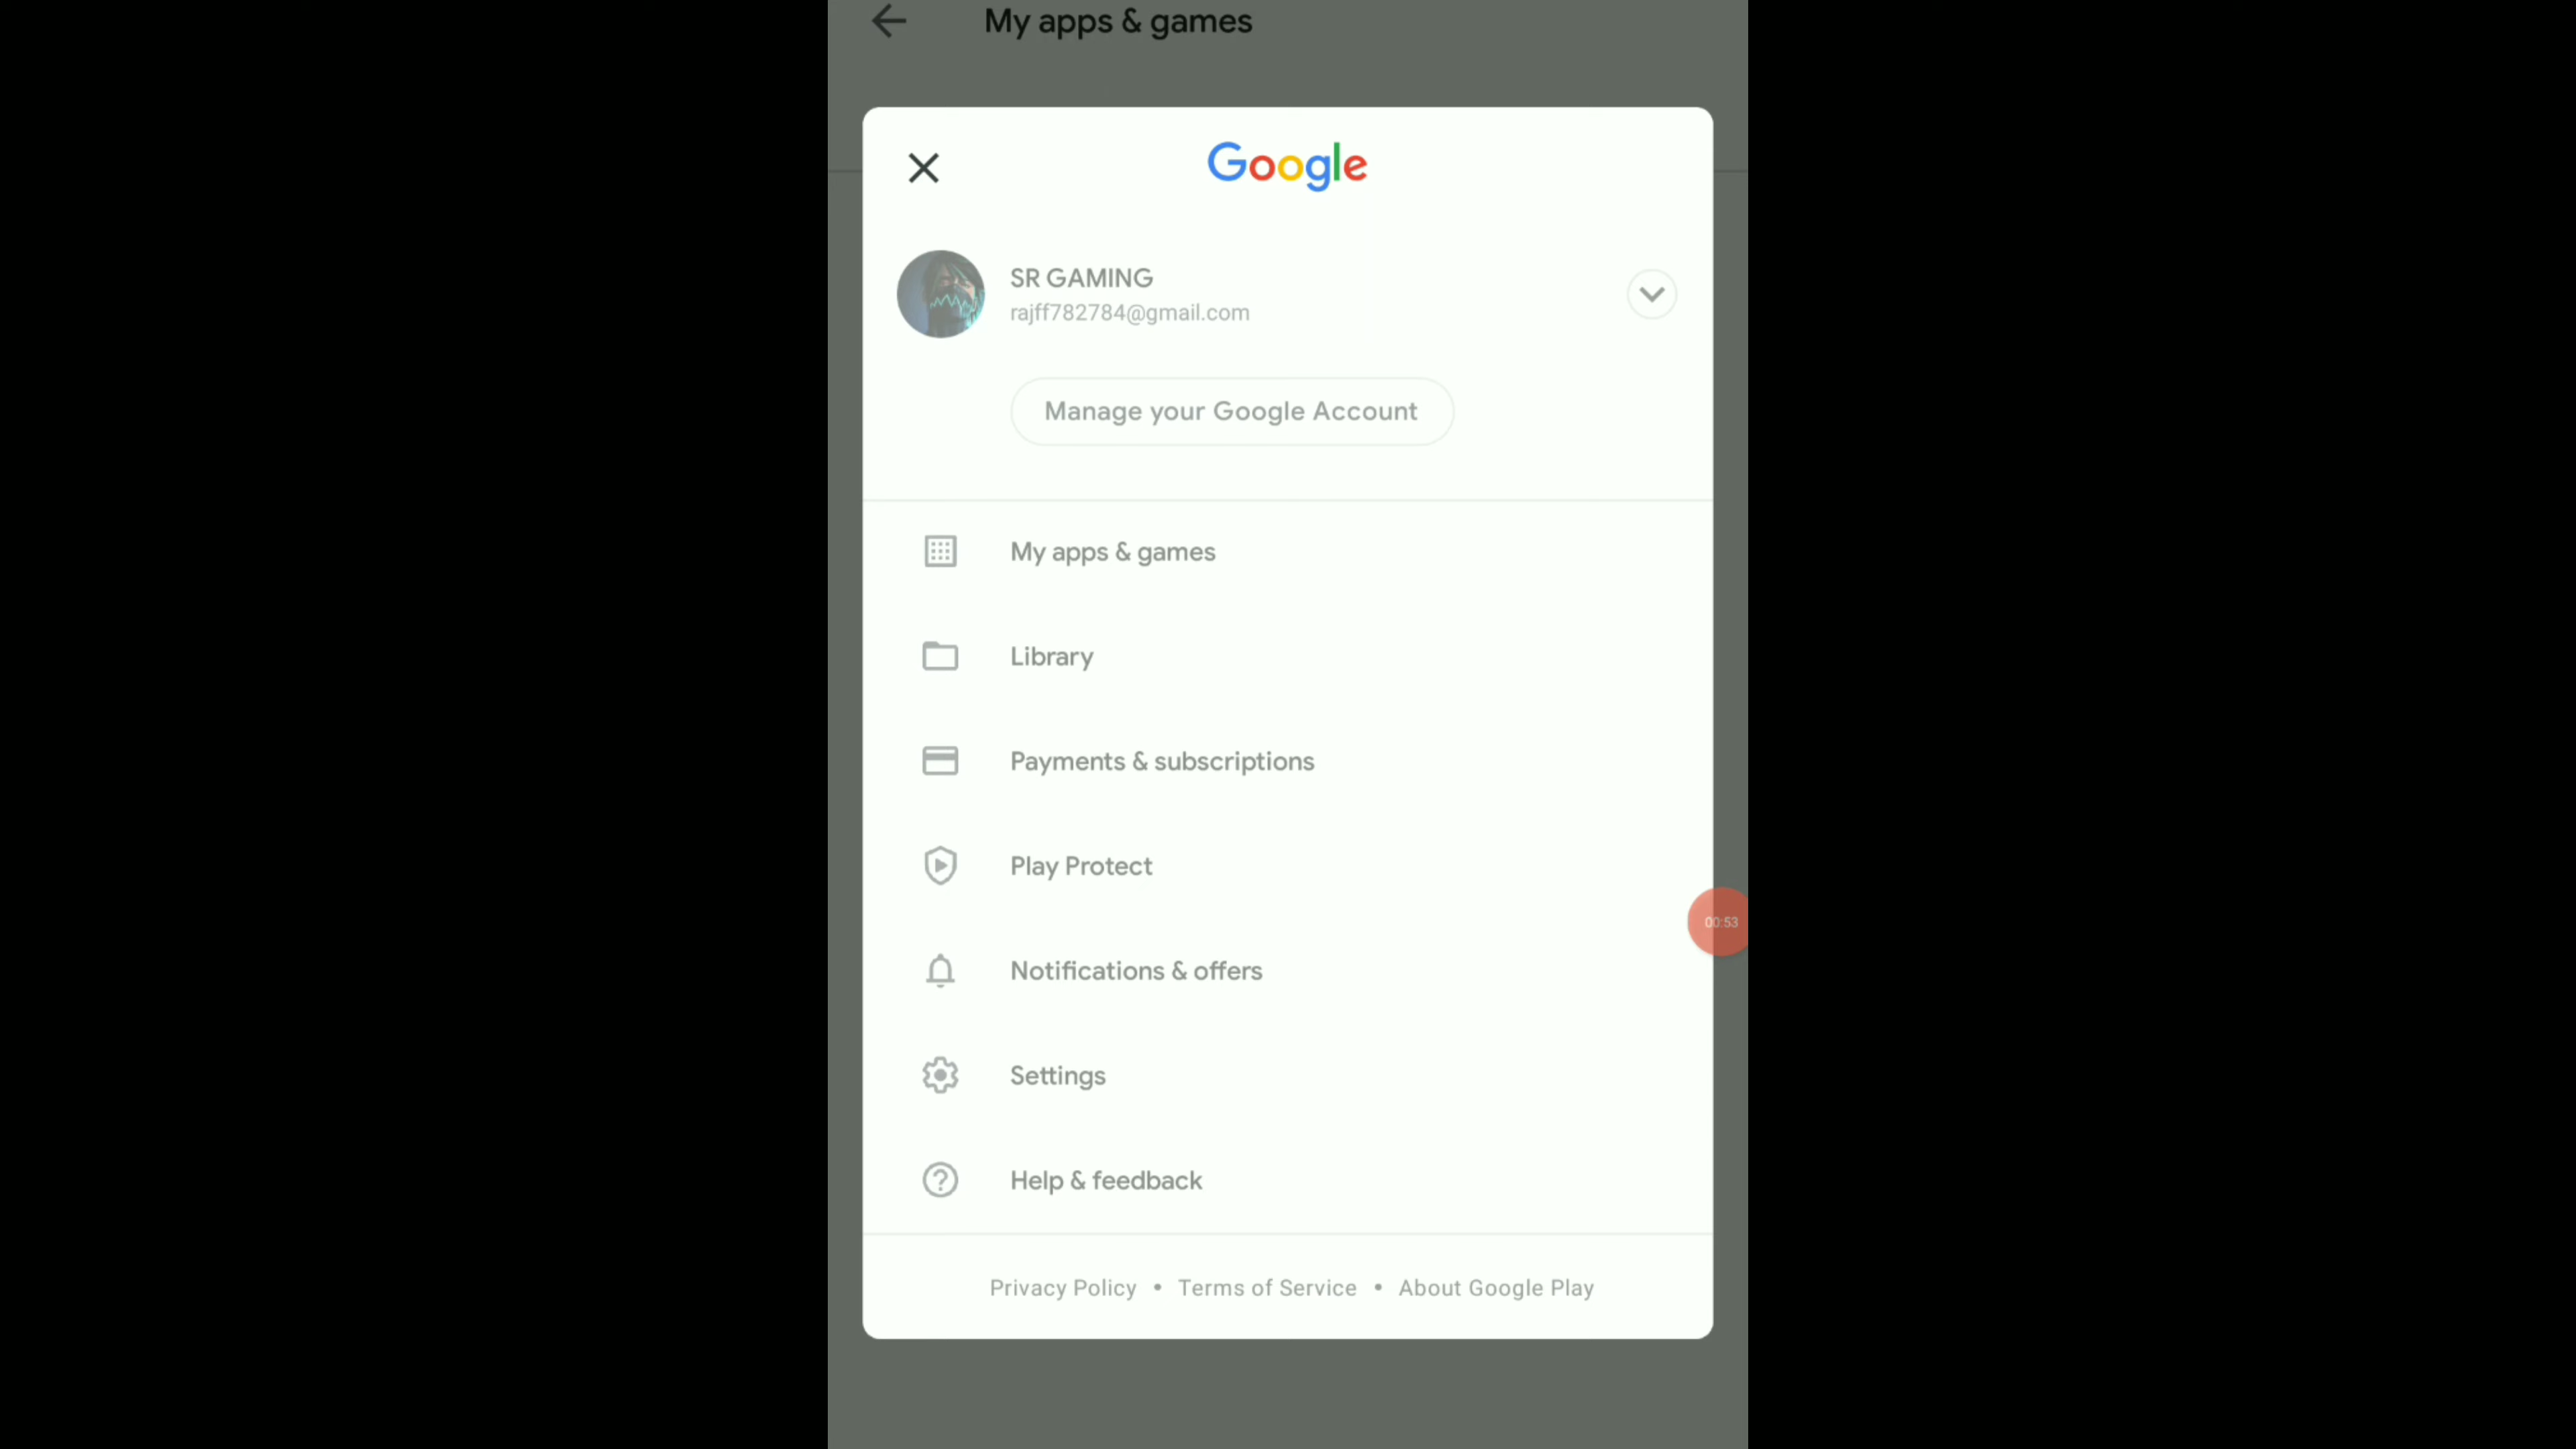 My apps & games
Google
SR GAMING
rajff782784@gmail.com
Manage your Google Account
My apps & games
Library
Payments & subscriptions
Play Protect
00:53
Notifications & offers
Settings
Help & feedback
Privacy Policy • Terms of Service • About Google Play